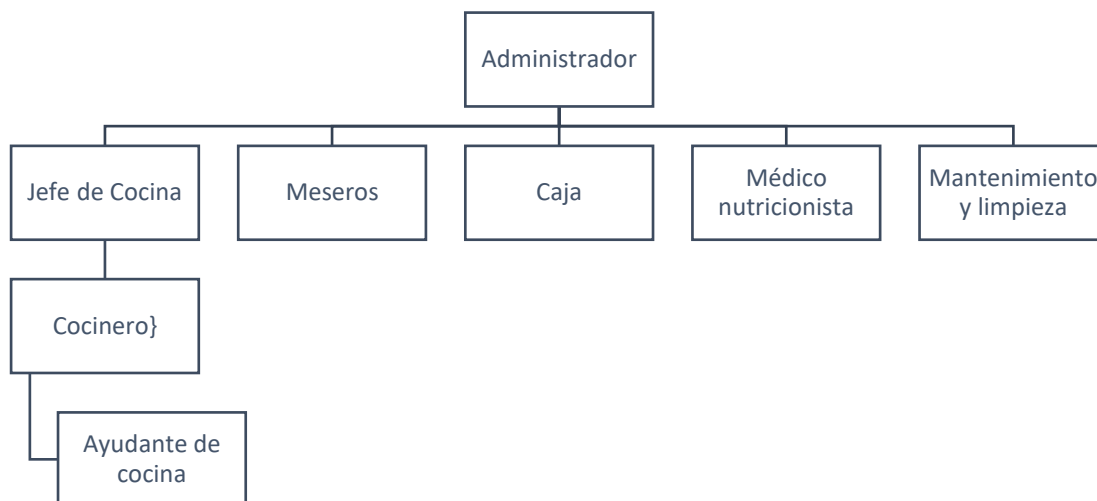 Administrador
Jefe de Cocina
Meseros
Caja
Médico
nutricionista
Mantenimiento
y limpieza
Cocinero}
Ayudante de
cocina